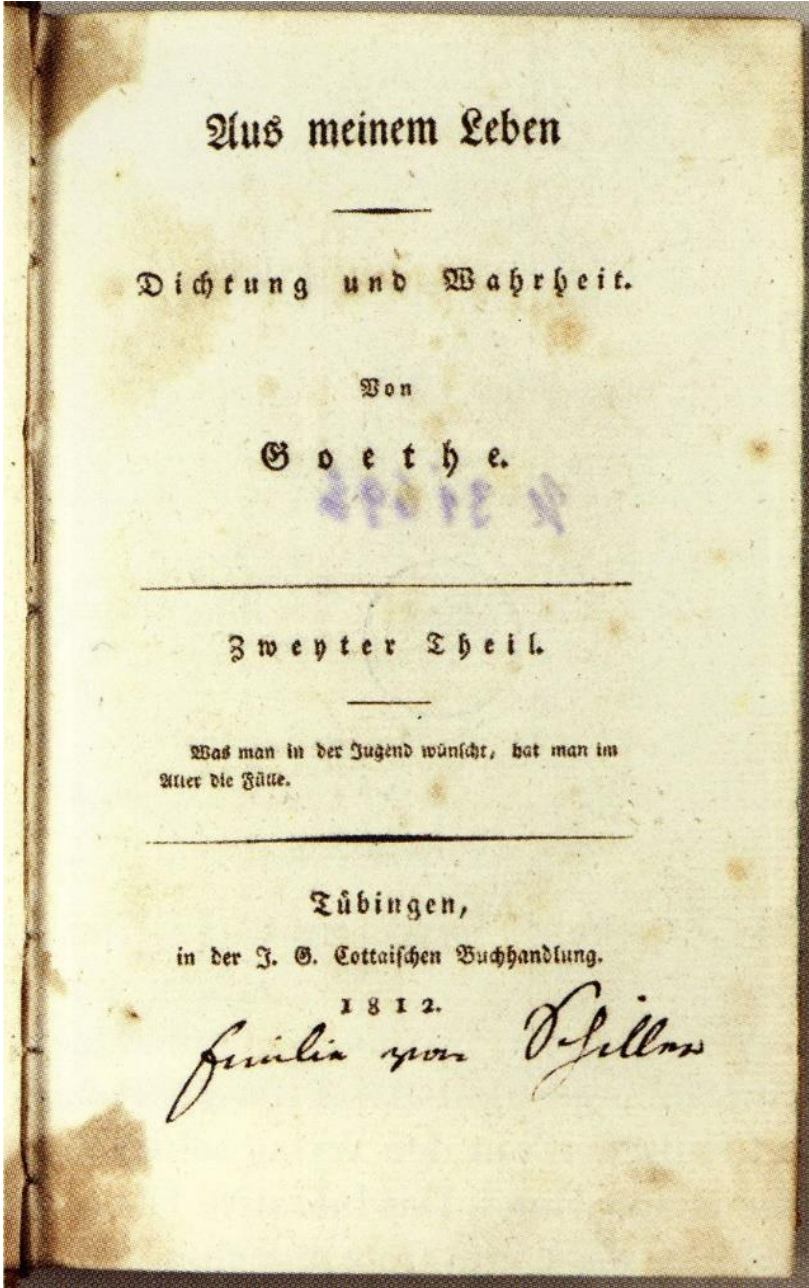 Aus meinem Leben
Dichtung und Wahrheit.
Von
Goethe.
Zweyter Theil.
Was man in der Jugend wünscht, hat man im
Alter die Fülle.
Tübingen,
in der J. G. Cottaischen Buchhandlung.
1812.
Emilie von Schiller